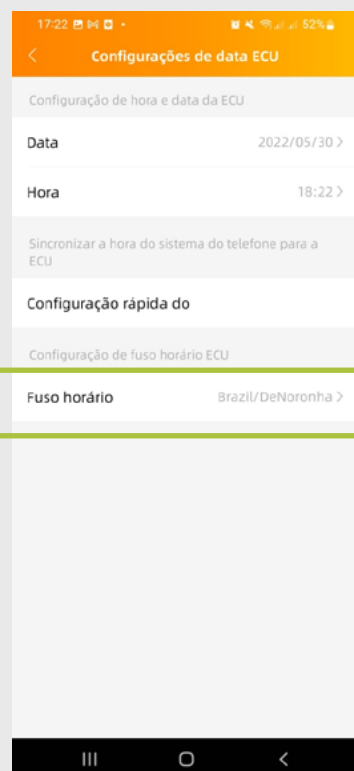 17:22
52%
Configurações de data ECU
Configuração de hora e data da ECU
Data 2022/05/30
Hora 18:22
Sincronizar a hora do sistema do telefone para a
ECU
Configuração rápida do
Configuração de fuso horário ECU
Fuso horário Brazil/DeNoronha